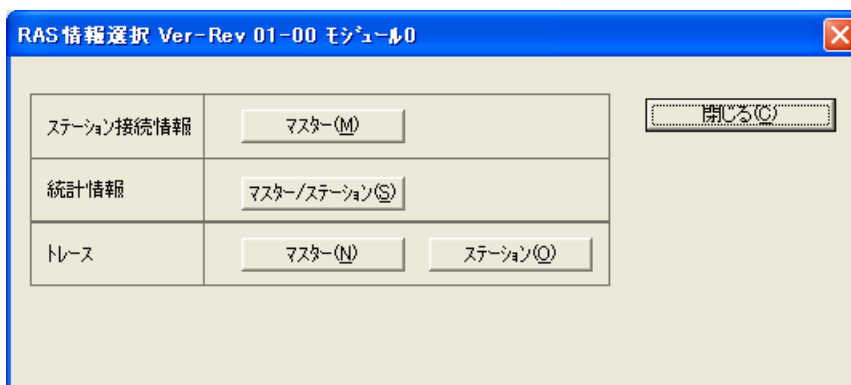 RAS情報選択 Ver-Rev 01-00 ﾓｼﾞｭｰﾙ0
ｽﾃｰｼｮﾝ接続情報 ﾏｽﾀｰ(M) 閉じる(C)
統計情報 ﾏｽﾀｰ/ｽﾃｰｼｮﾝ(S)
ﾄﾚｰｽ ﾏｽﾀｰ(N) ｽﾃｰｼｮﾝ(O)